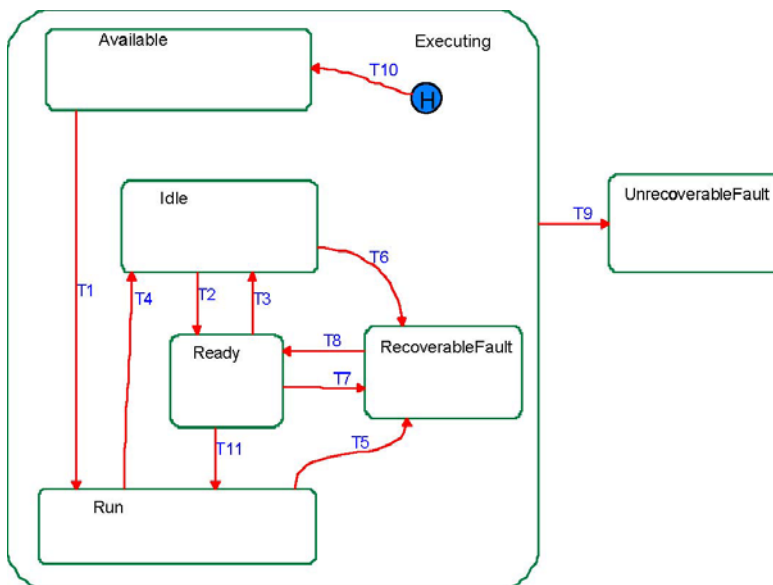 Available
Executing
T10
H
Idle
UnrecoverableFault
T9
T6
T1
T4
T2
T3
Ready
T8
RecoverableFault
T7
T11
T5
Run